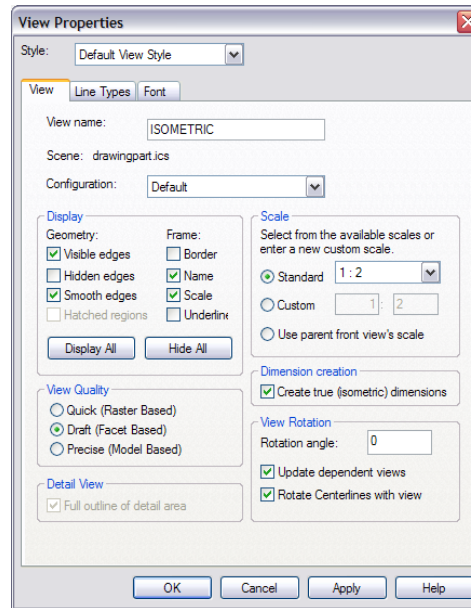 View Properties
Style: Default View Style
View Line Types Font
View name: ISOMETRIC
Scene: drawingpart.ics
Configuration: Default
Display
Geometry: Frame:
Visible edges Border
Hidden edges Name
Smooth edges Scale
Hatched regions Underline
Display All Hide All
View Quality
Quick (Raster Based)
Draft (Facet Based)
Precise (Model Based)
Detail View
Full outline of detail area
Scale
Select from the available scales or
enter a new custom scale.
Standard 1 : 2
Custom 1 : 2
Use parent front view's scale
Dimension creation
Create true (isometric) dimensions
View Rotation
Rotation angle: 0
Update dependent views
Rotate Centerlines with view
OK Cancel Apply Help